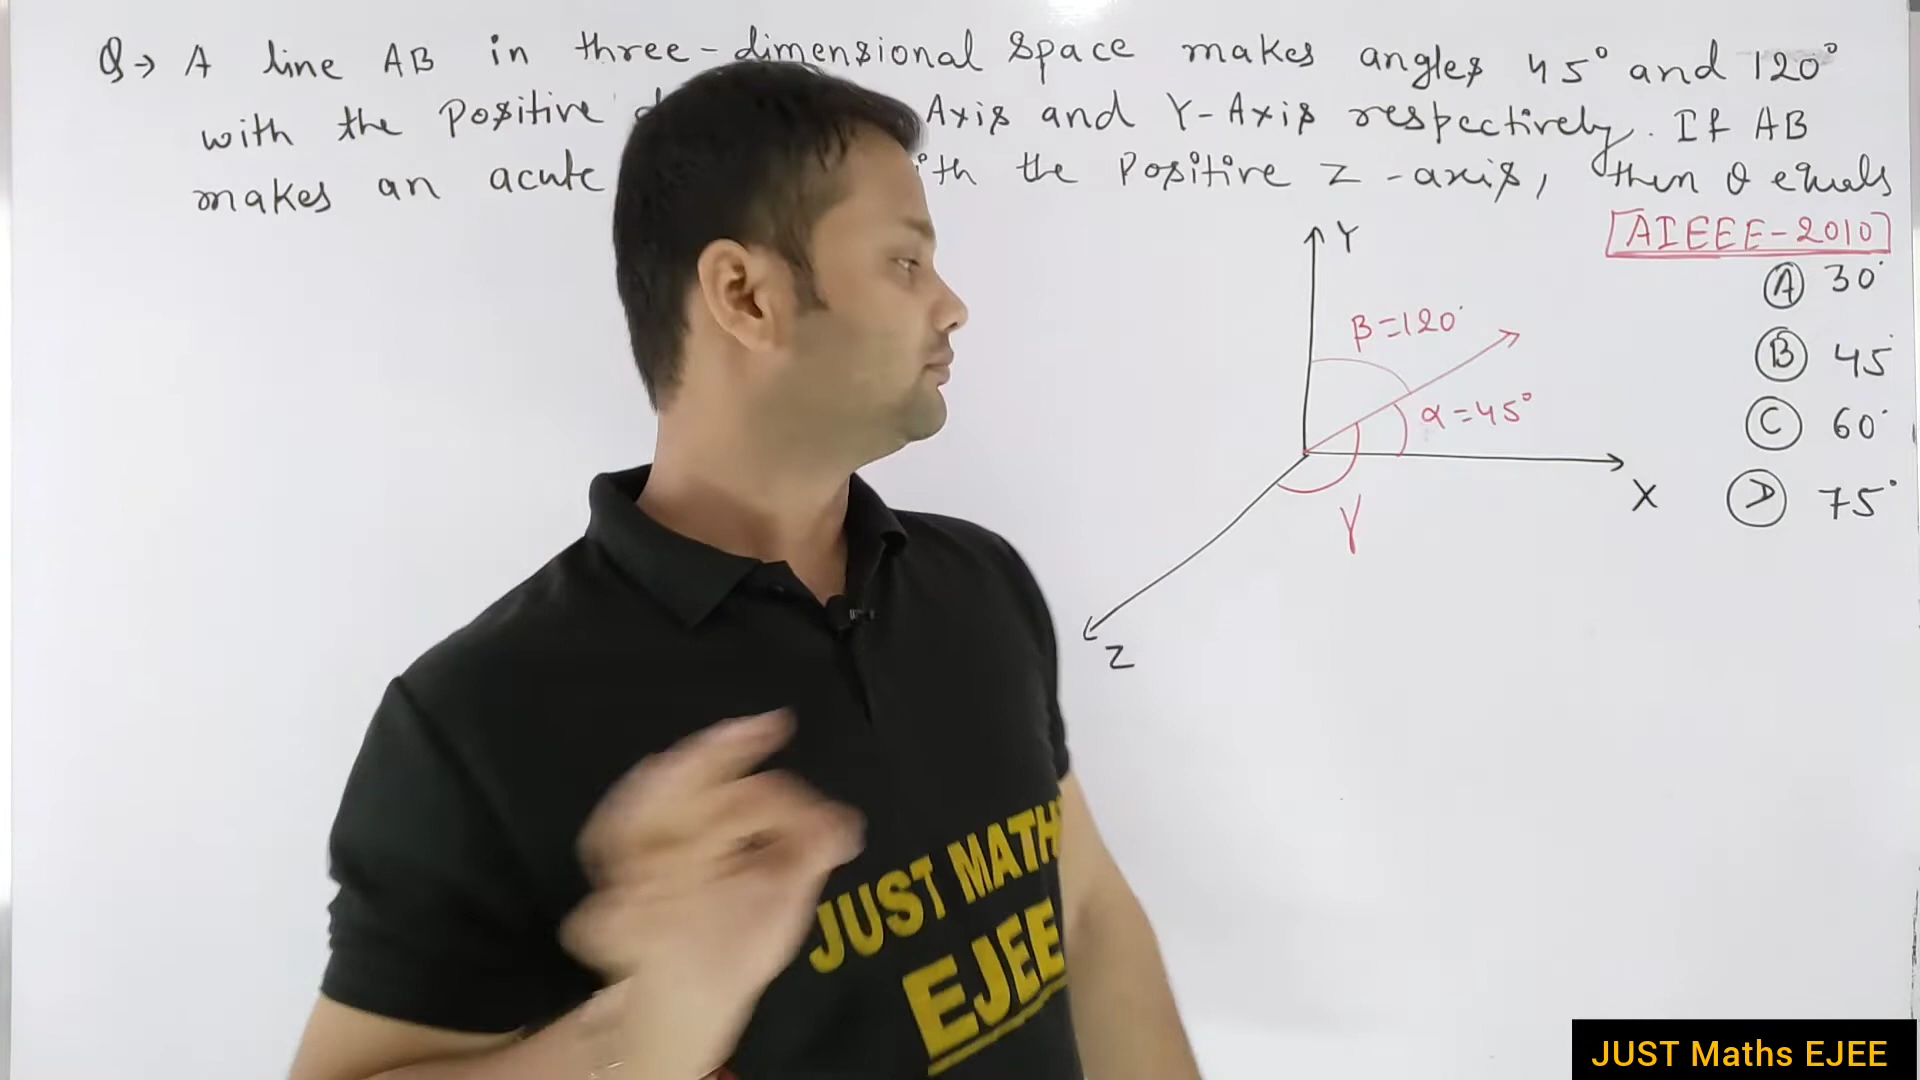 Q→ A line AB in three-dimensional space makes angles 45° and 120°
with the Positive Axis and Y-Axis respectively. If AB
makes an acute with the Positive Z-axis, then θ equals
[AIEEE-2010]
Y
(A) 30°
β=120°
(B) 45
α=45°
(C) 60°
X
(D) 75°
γ
Z
JUST MATH
EJEE
JUST Maths EJEE